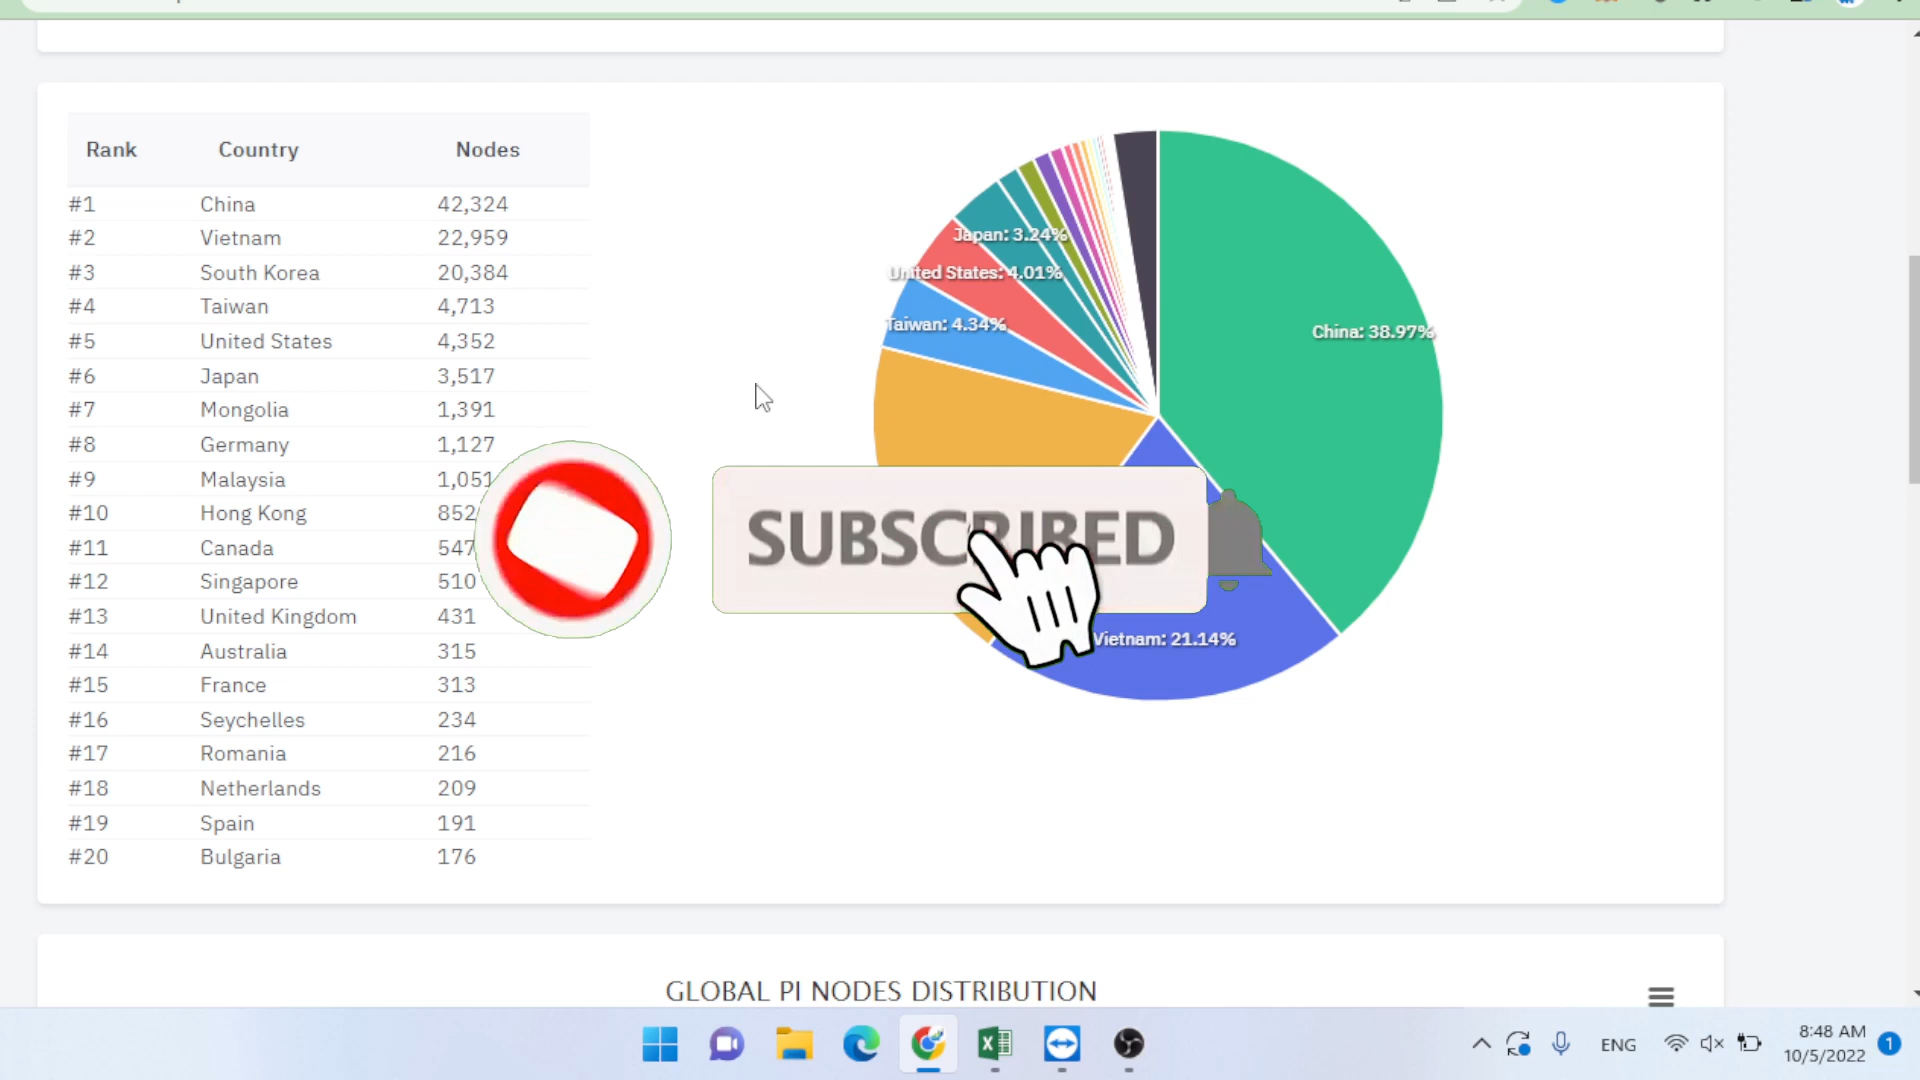 Rank Country Nodes
#1 China 42,324
#2 Vietnam 22,959
#3 South Korea 20,384
#4 Taiwan 4,713
#5 United States 4,352
#6 Japan 3,517
#7 Mongolia 1,391
#8 Germany 1,127
#9 Malaysia 1,051
#10 Hong Kong 852
#11 Canada 547
#12 Singapore 510
#13 United Kingdom 431
#14 Australia 315
#15 France 313
#16 Seychelles 234
#17 Romania 216
#18 Netherlands 209
#19 Spain 191
#20 Bulgaria 176
Japan: 3.24%
United States: 4.01%
Taiwan: 4.34%
China: 38.97%
SUBSCRIBED
Vietnam: 21.14%
GLOBAL PI NODES DISTRIBUTION
ENG
8:48 AM
10/5/2022
1